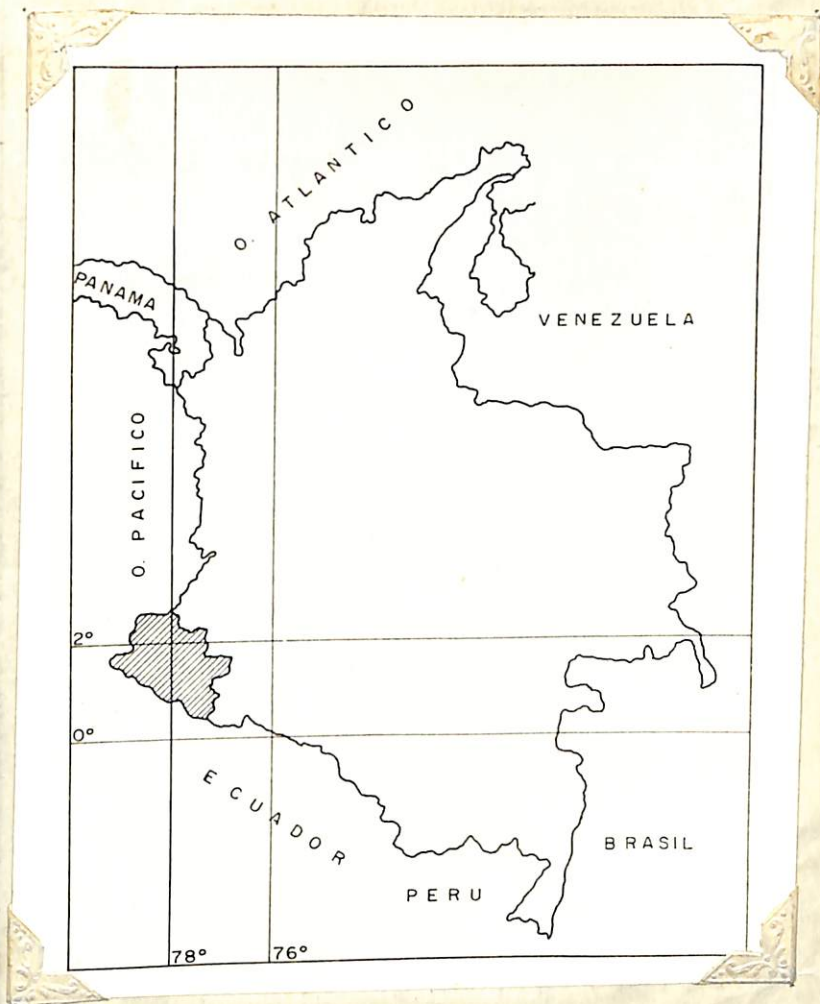 O. ATLANTICO
PANAMA
VENEZUELA
O. PACIFICO
2°
0°
ECUADOR
BRASIL
PERU
78°
76°